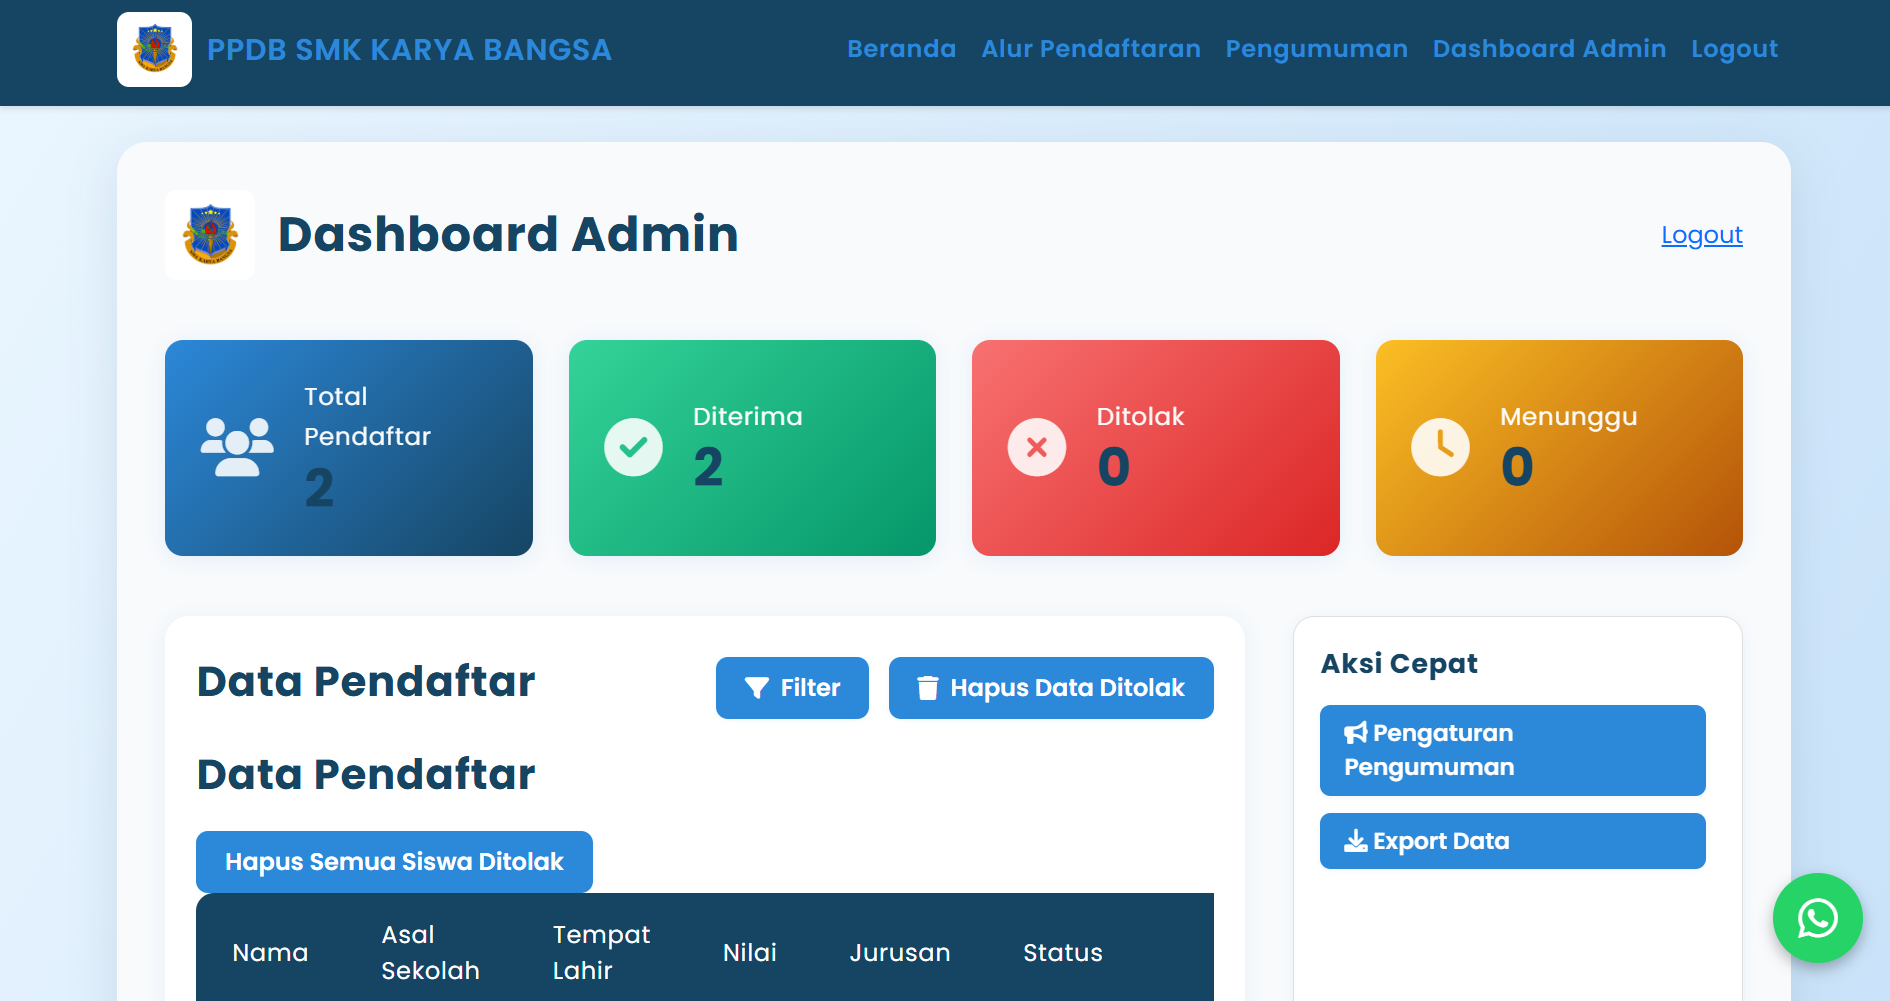 PPDB SMK KARYA BANGSA
Beranda Alur Pendaftaran Pengumuman Dashboard Admin Logout
Dashboard Admin
Logout
Total
Pendaftar
2
Diterima
2
Ditolak
0
Menunggu
0
Data Pendaftar
Filter
Hapus Data Ditolak
Data Pendaftar
Hapus Semua Siswa Ditolak
Nama
Asal
Sekolah
Tempat
Lahir
Nilai
Jurusan
Status
Aksi Cepat
Pengaturan
Pengumuman
Export Data